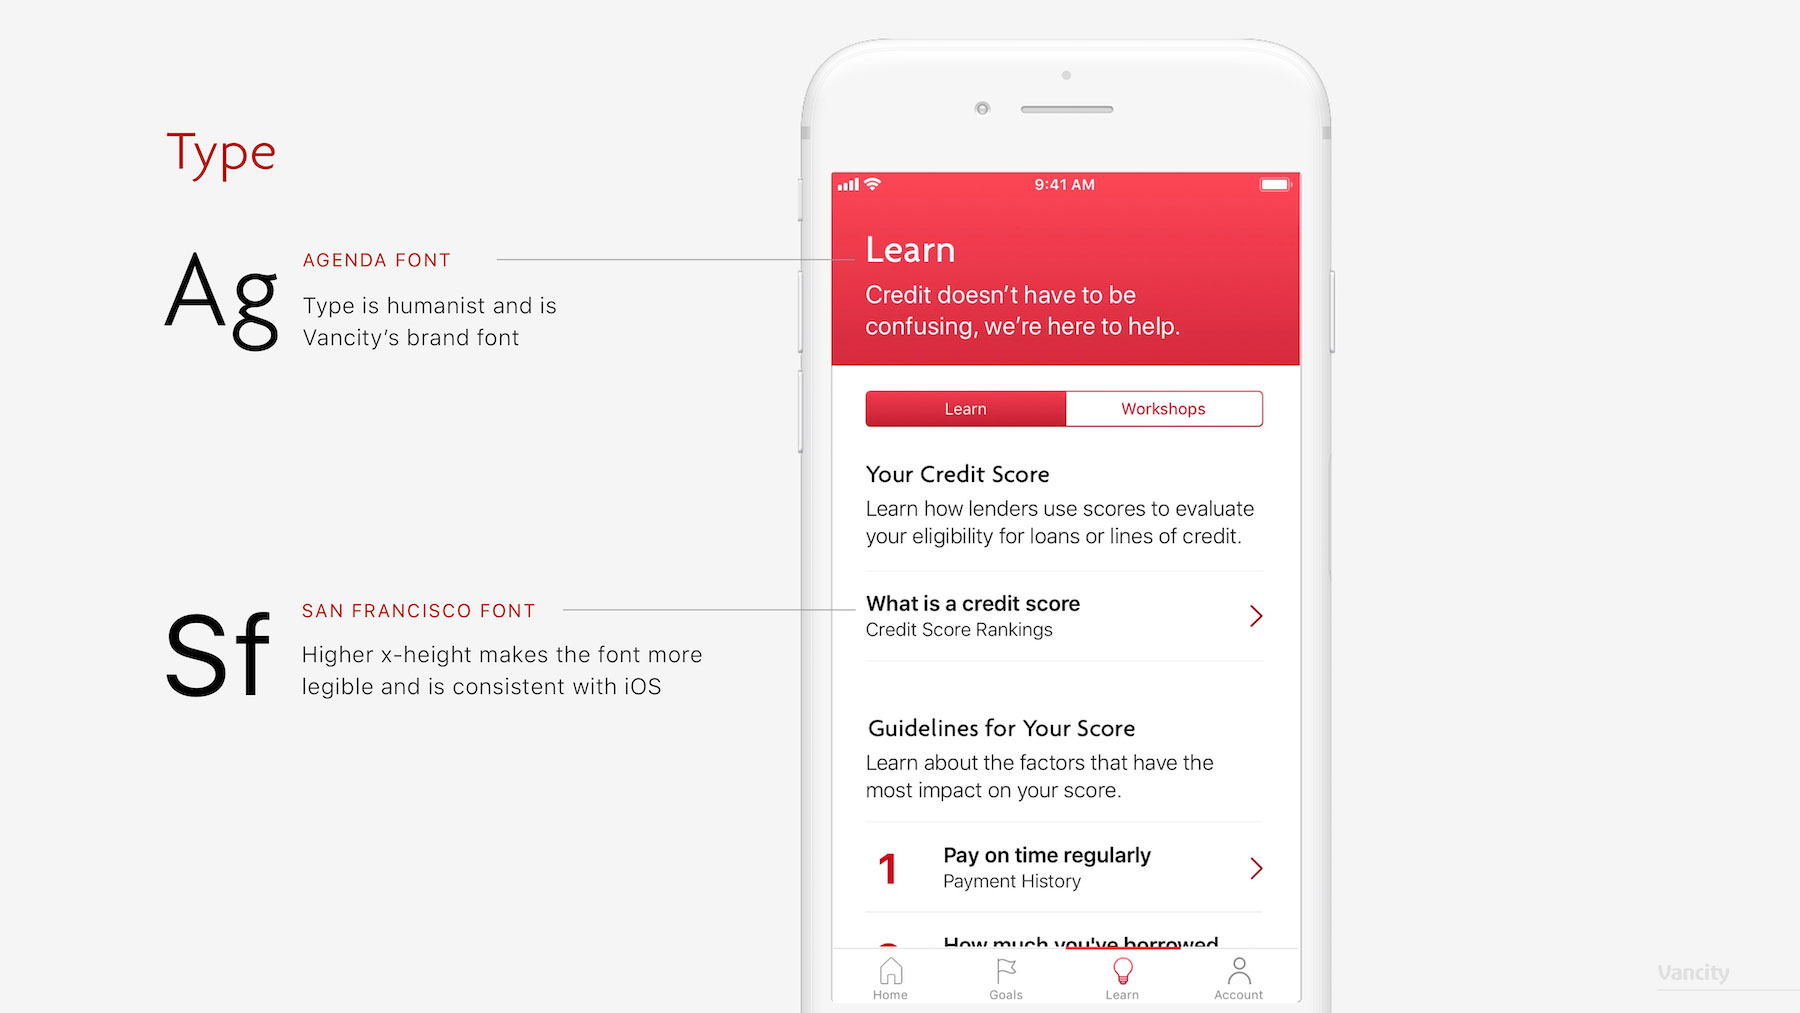 Type
Ag
AGENDA FONT
Type is humanist and is
Vancity’s brand font
Sf
SAN FRANCISCO FONT
Higher x-height makes the font more
legible and is consistent with iOS
9:41 AM
Learn
Credit doesn’t have to be
confusing, we’re here to help.
Learn Workshops
Your Credit Score
Learn how lenders use scores to evaluate
your eligibility for loans or lines of credit.
What is a credit score
Credit Score Rankings
Guidelines for Your Score
Learn about the factors that have the
most impact on your score.
1 Pay on time regularly
Payment History
How much you've borrowed
Home Goals Learn Account
Vancity